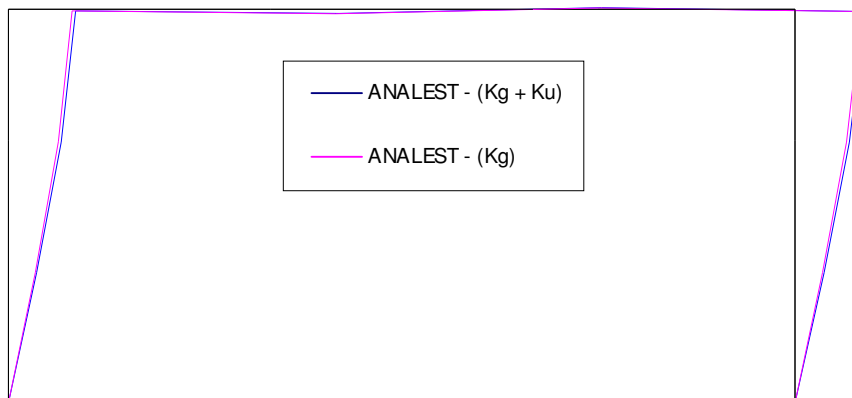 ANALEST - (Kg + Ku)
ANALEST - (Kg)